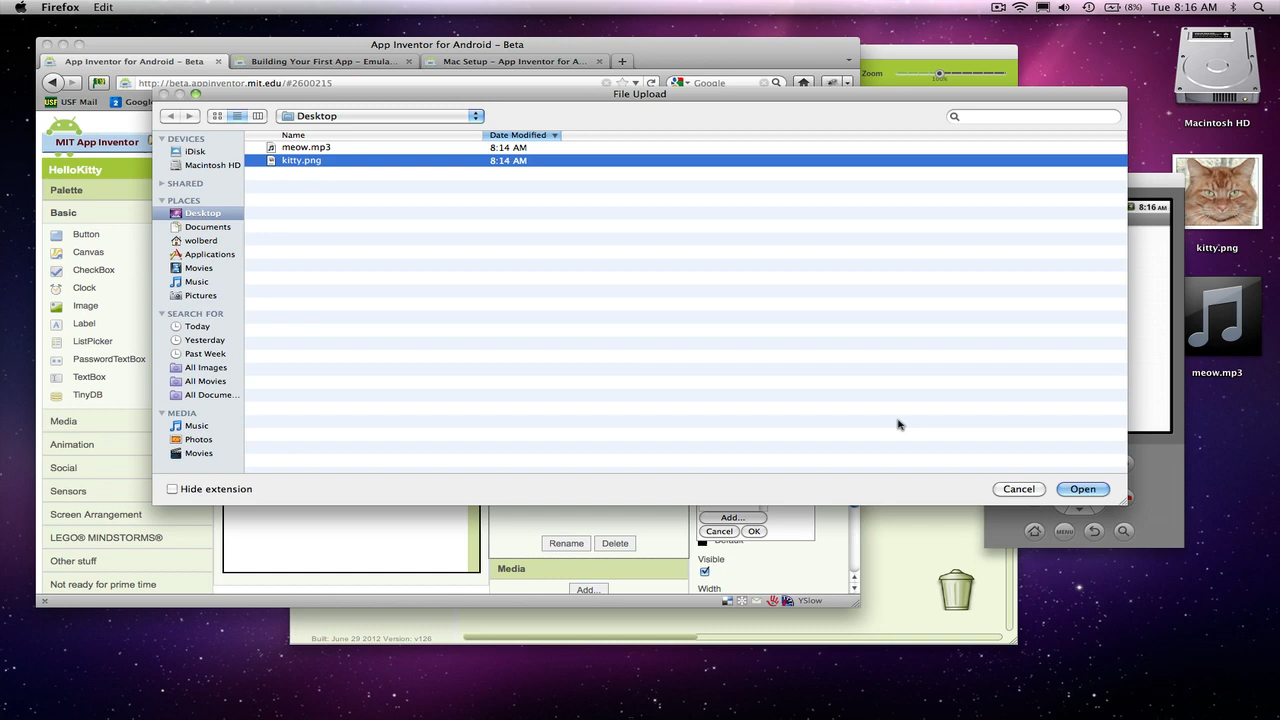 Firefox Edit (8%) Tue 8:16 AM
App Inventor for Android – Beta
App Inventor for Android – Beta Building Your First App – Emula... Mac Setup – App Inventor for A...
http://beta.appinventor.mit.edu/#2600215 Google
USF Mail Google
Zoom
100%
File Upload
Desktop
Name Date Modified
meow.mp3 8:14 AM
kitty.png 8:14 AM
DEVICES
iDisk
Macintosh HD
SHARED
PLACES
Desktop
Documents
wolberd
Applications
Movies
Music
Pictures
SEARCH FOR
Today
Yesterday
Past Week
All Images
All Movies
All Docume...
MEDIA
Music
Photos
Movies
Hide extension
Cancel Open
MIT App Inventor
HelloKitty
Palette
Basic
Button
Canvas
CheckBox
Clock
Image
Label
ListPicker
PasswordTextBox
TextBox
TinyDB
Media
Animation
Social
Sensors
Screen Arrangement
LEGO® MINDSTORMS®
Other stuff
Not ready for prime time
Rename Delete
Media
Add...
Add...
Cancel OK
Default
Visible
Width
YSlow
Built: June 29 2012 Version: v126
8:16 AM
MENU
Macintosh HD
kitty.png
meow.mp3